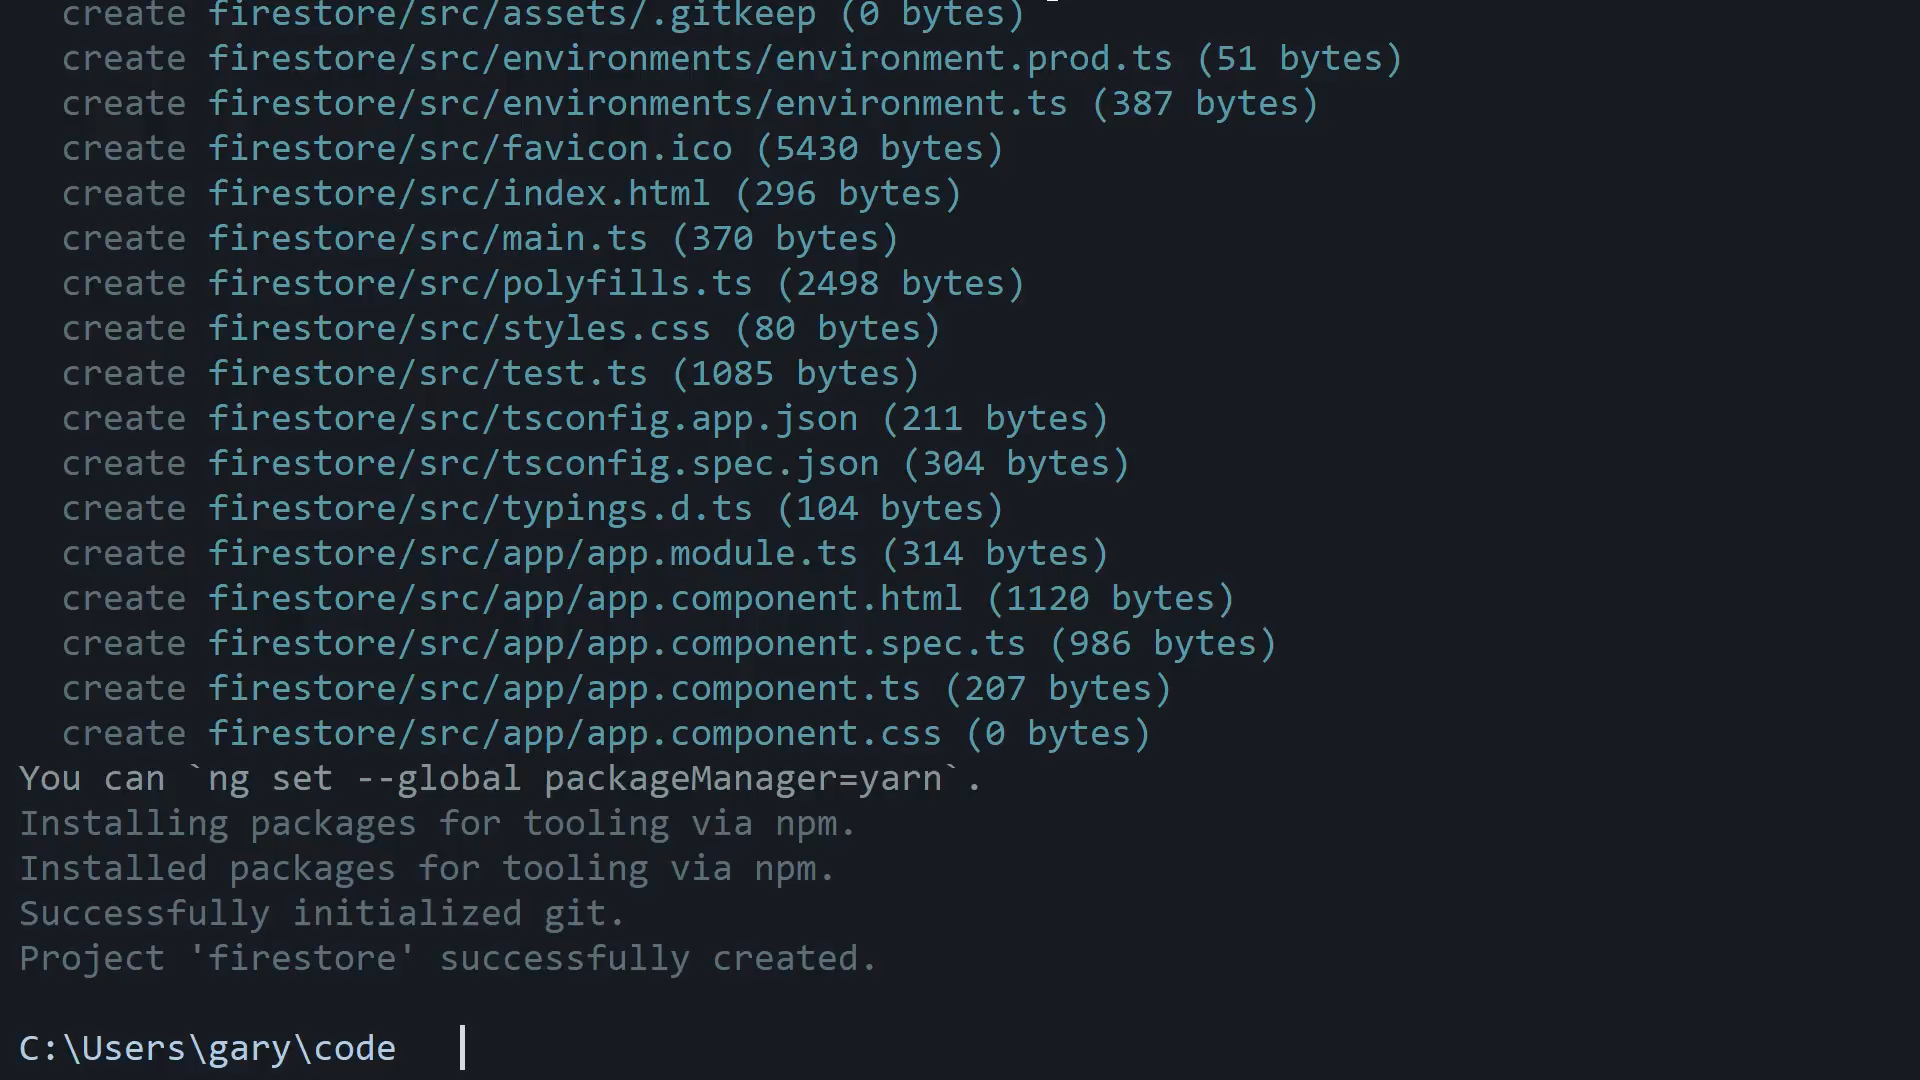 create firestore/src/assets/.gitkeep (0 bytes)
create firestore/src/environments/environment.prod.ts (51 bytes)
create firestore/src/environments/environment.ts (387 bytes)
create firestore/src/favicon.ico (5430 bytes)
create firestore/src/index.html (296 bytes)
create firestore/src/main.ts (370 bytes)
create firestore/src/polyfills.ts (2498 bytes)
create firestore/src/styles.css (80 bytes)
create firestore/src/test.ts (1085 bytes)
create firestore/src/tsconfig.app.json (211 bytes)
create firestore/src/tsconfig.spec.json (304 bytes)
create firestore/src/typings.d.ts (104 bytes)
create firestore/src/app/app.module.ts (314 bytes)
create firestore/src/app/app.component.html (1120 bytes)
create firestore/src/app/app.component.spec.ts (986 bytes)
create firestore/src/app/app.component.ts (207 bytes)
create firestore/src/app/app.component.css (0 bytes)
You can `ng set --global packageManager=yarn`.
Installing packages for tooling via npm.
Installed packages for tooling via npm.
Successfully initialized git.
Project 'firestore' successfully created.
C:\Users\gary\code